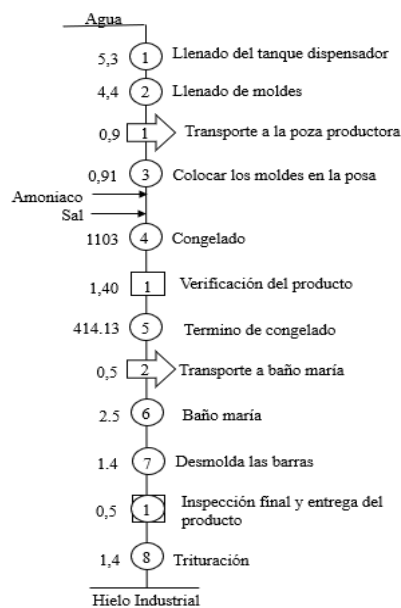 Agua
5,3 1 Llenado del tanque dispensador
4,4 2 Llenado de moldes
0,9 1 Transporte a la poza productora
0,91 3 Colocar los moldes en la posa
Amoniaco
Sal
1103 4 Congelado
1,40 1 Verificación del producto
414.13 5 Termino de congelado
0,5 2 Transporte a baño maría
2.5 6 Baño maría
1.4 7 Desmolda las barras
0,5 1 Inspección final y entrega del
producto
1,4 8 Trituración
Hielo Industrial